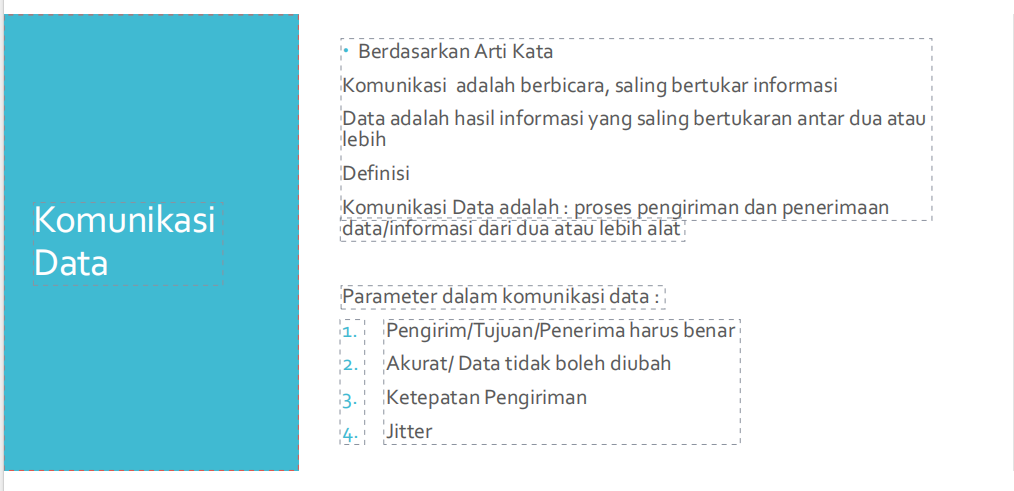 Komunikasi
Data
• Berdasarkan Arti Kata
Komunikasi adalah berbicara, saling bertukar informasi
Data adalah hasil informasi yang saling bertukaran antar dua atau
lebih
Definisi
Komunikasi Data adalah : proses pengiriman dan penerimaan
data/informasi dari dua atau lebih alat
Parameter dalam komunikasi data :
1. Pengirim/Tujuan/Penerima harus benar
2. Akurat/ Data tidak boleh diubah
3. Ketepatan Pengiriman
4. Jitter